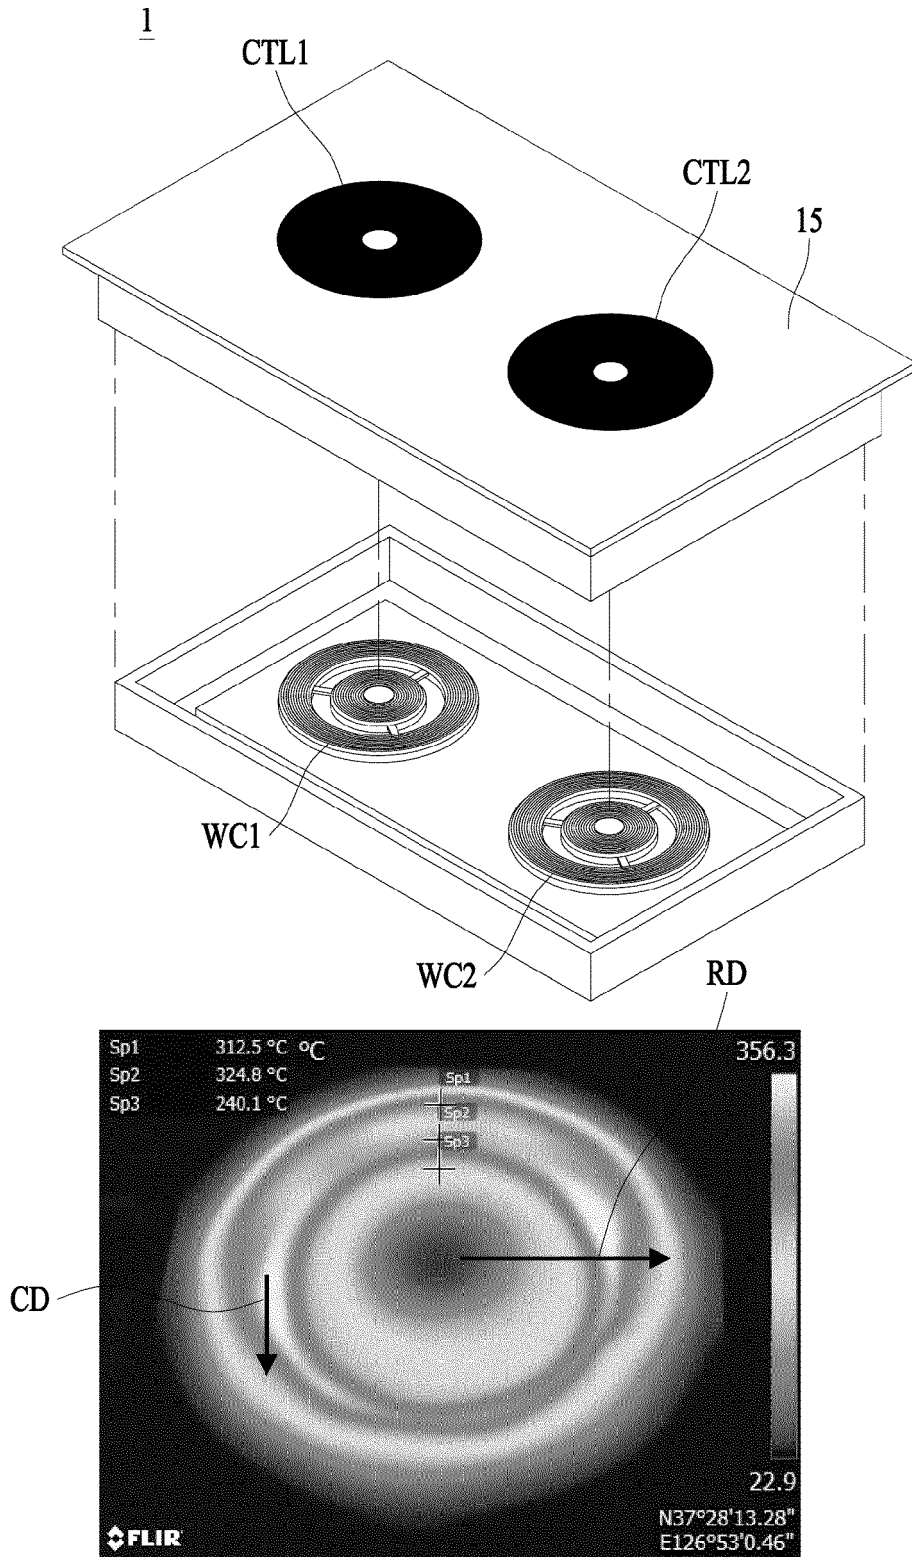 1
CTL1
CTL2
15
WC1
WC2
RD
Sp1 312.5 °C °C 356.3
Sp2 324.8 °C
Sp3 240.1 °C
Sp1
Sp2
Sp3
CD
22.9
N37°28'13.28"
E126°53'0.46"
FLIR